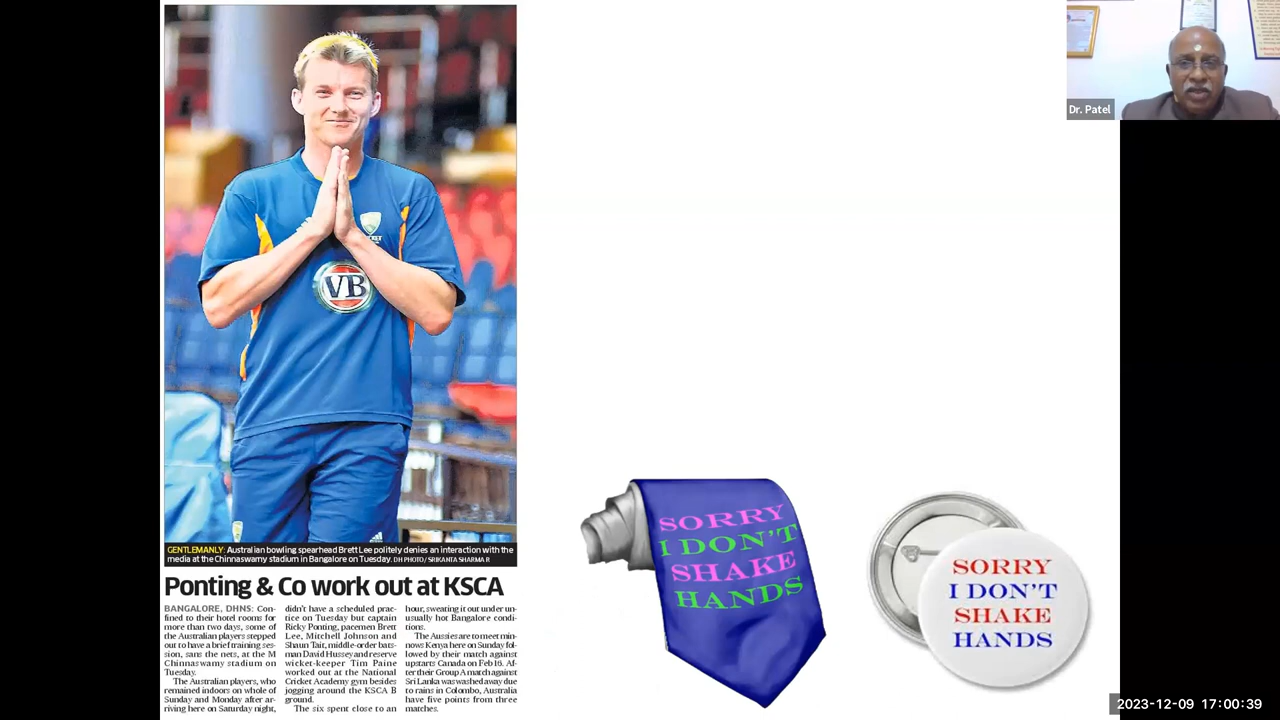 Dr. Patel
VB
GENTLEMANLY: Australian bowling spearhead Brett Lee politely denies an interaction with the
media at the Chinnaswamy stadium in Bangalore on Tuesday. DH PHOTO/ SRIKANTA SHARMA R
Ponting & Co work out at KSCA
BANGALORE, DHNS: Con-
fined to their hotel rooms for
more than two days, some of
the Australian players stepped
out to have a brief training ses-
sion, sans the nets, at the M
Chinnaswamy stadium on
Tuesday.
The Australian players, who
remained indoors on whole of
Sunday and Monday after ar-
riving here on Saturday night,
didn't have a scheduled prac-
tice on Tuesday but captain
Ricky Ponting, pacemen Brett
Lee, Mitchell Johnson and
Shaun Tait, middle-order bats-
man David Hussey and reserve
wicket-keeper Tim Paine
worked out at the National
Cricket Academy gym besides
jogging around the KSCA B
ground.
The six spent close to an
hour, sweating it out under un-
usually hot Bangalore condi-
tions.
The Aussies are to meet min-
nows Kenya here on Sunday fol-
lowed by their match against
upstarts Canada on Feb 16. Af-
ter their Group A match against
Sri Lanka was washed away due
to rains in Colombo, Australia
have five points from three
matches.
SORRY
I DON'T
SHAKE
HANDS
SORRY
I DON'T
SHAKE
HANDS
2023-12-09 17:00:39